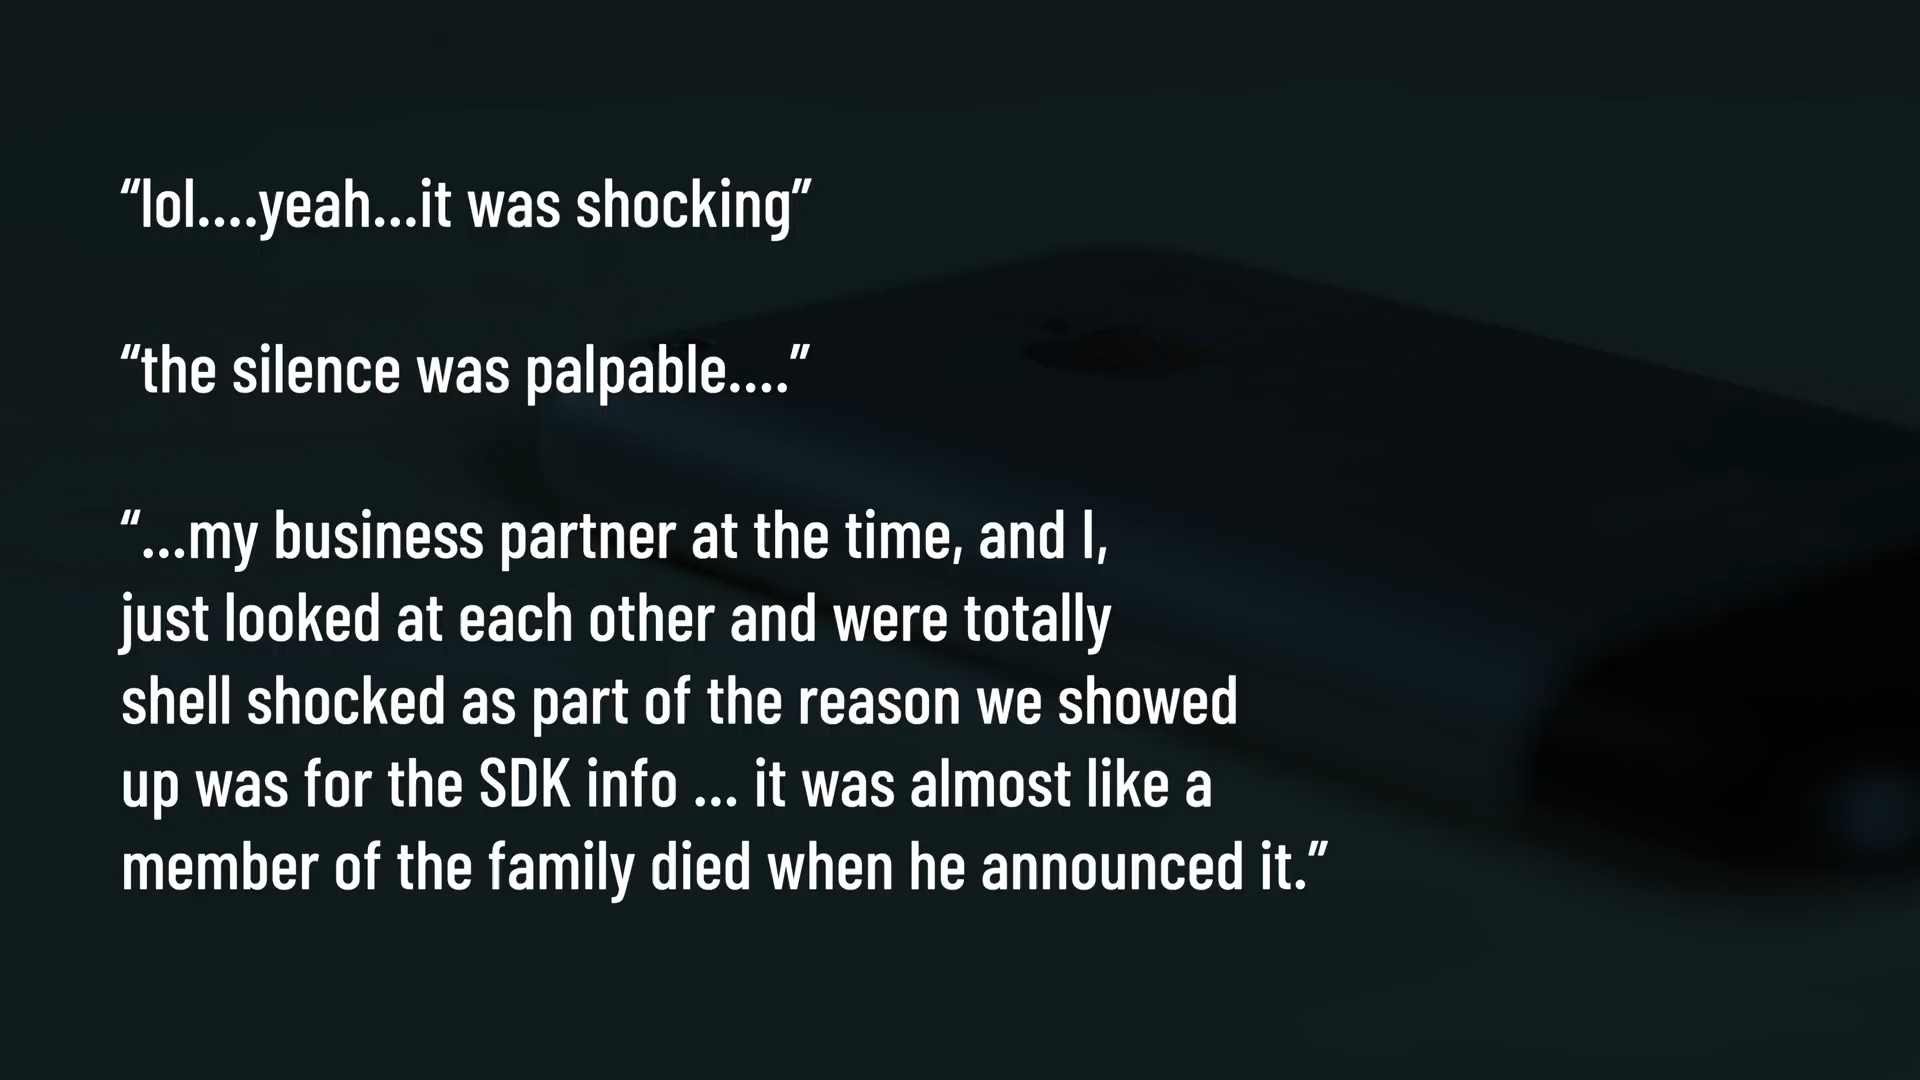 “lol....yeah...it was shocking”
“the silence was palpable....”
“...my business partner at the time, and I,
just looked at each other and were totally
shell shocked as part of the reason we showed
up was for the SDK info ... it was almost like a
member of the family died when he announced it.”